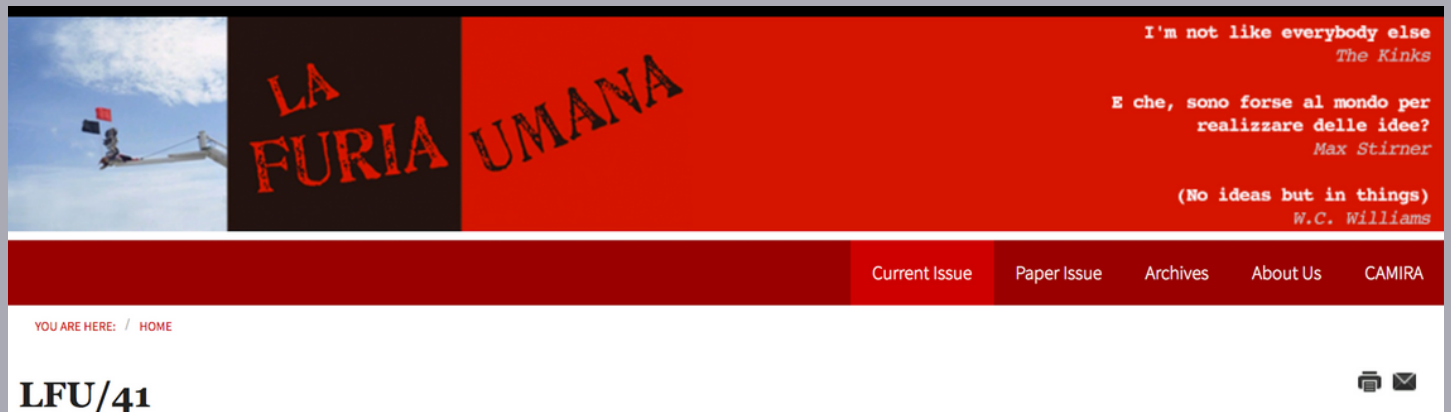 LA
FURIA
UMANA
I'm not like everybody else
The Kinks
E che, sono forse al mondo per
realizzare delle idee?
Max Stirner
(No ideas but in things)
W.C. Williams
Current Issue Paper Issue Archives About Us CAMIRA
YOU ARE HERE: / HOME
LFU/41